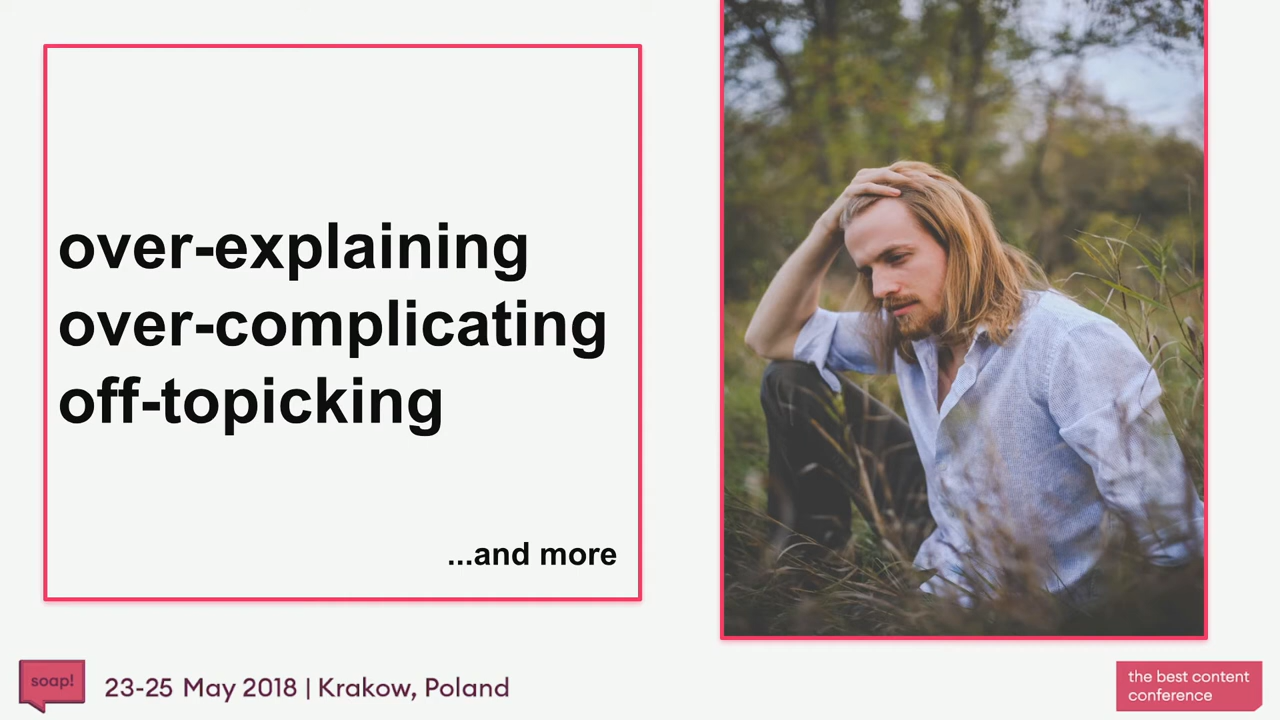 over-explaining
over-complicating
off-topicking
...and more
soap!
23-25 May 2018 | Krakow, Poland
the best content
conference